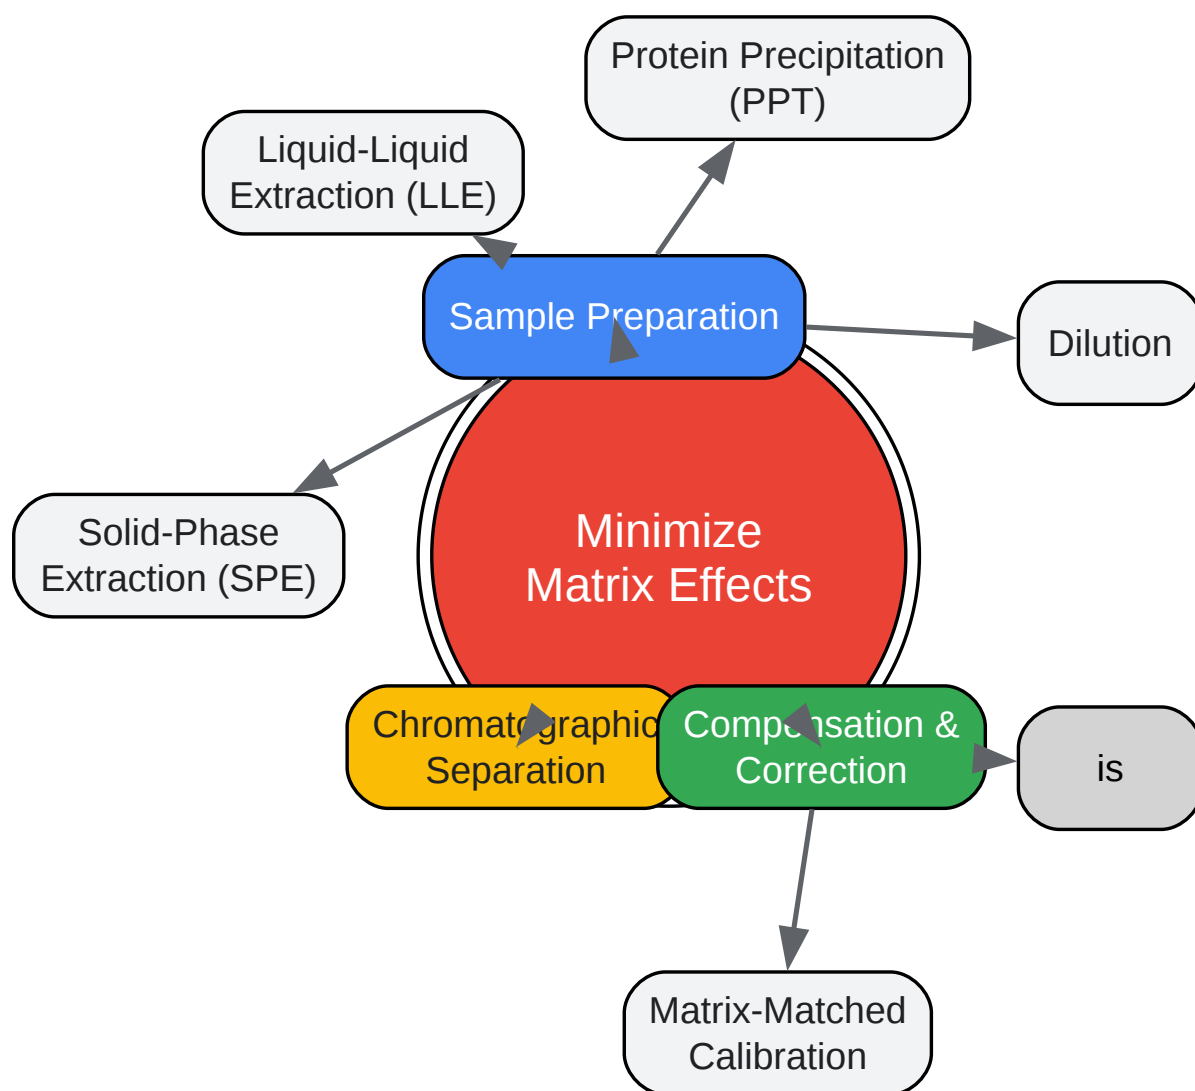 Protein Precipitation
(PPT)
Liquid-Liquid
Extraction (LLE)
Sample Preparation
Dilution
Solid-Phase
Extraction (SPE)
Minimize
Matrix Effects
Chromatographic
Separation
Compensation &
Correction
is
Matrix-Matched
Calibration